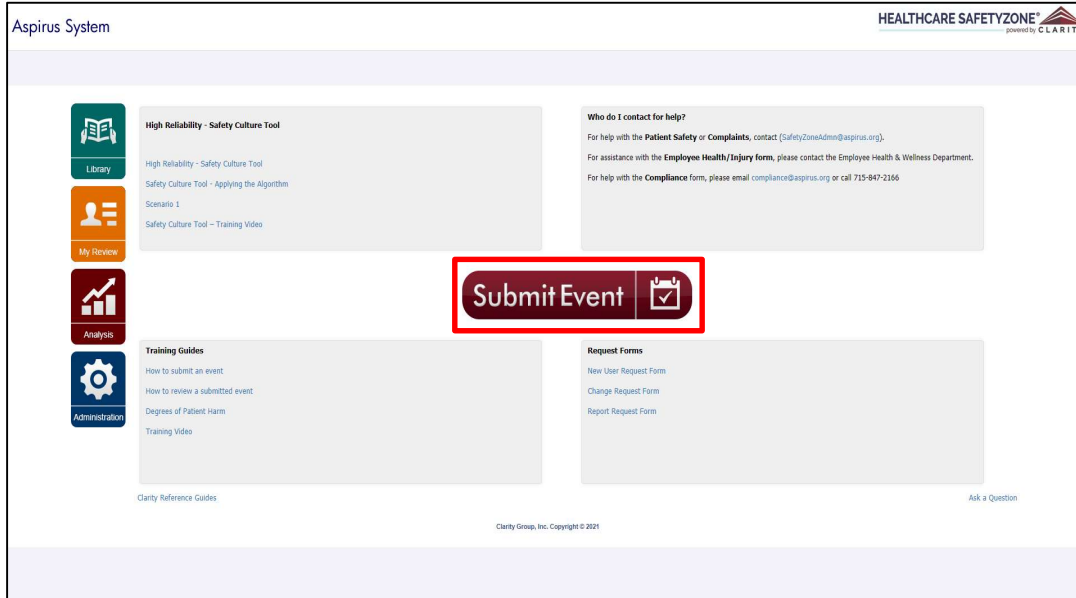 Aspirus System
HEALTHCARE SAFETYZONE®
powered by CLARIT
Library
My Review
Analysis
Administration
High Reliability - Safety Culture Tool
High Reliability - Safety Culture Tool
Safety Culture Tool - Applying the Algorithm
Scenario 1
Safety Culture Tool – Training Video
Who do I contact for help?
For help with the Patient Safety or Complaints, contact (SafetyZoneAdmn@aspirus.org).
For assistance with the Employee Health/Injury form, please contact the Employee Health & Wellness Department.
For help with the Compliance form, please email compliance@aspirus.org or call 715-847-2166
Submit Event
Training Guides
How to submit an event
How to review a submitted event
Degrees of Patient Harm
Training Video
Request Forms
New User Request Form
Change Request Form
Report Request Form
Clarity Reference Guides
Ask a Question
Clarity Group, Inc. Copyright © 2021